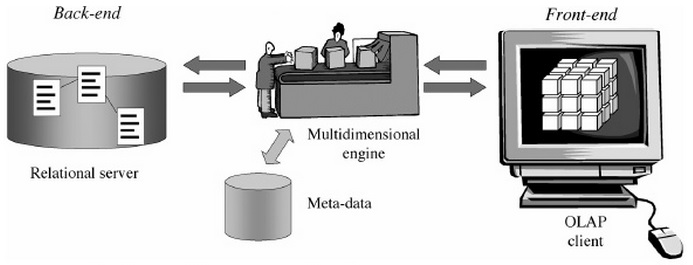 Back-end
Front-end
Relational server
Multidimensional
engine
Meta-data
OLAP
client